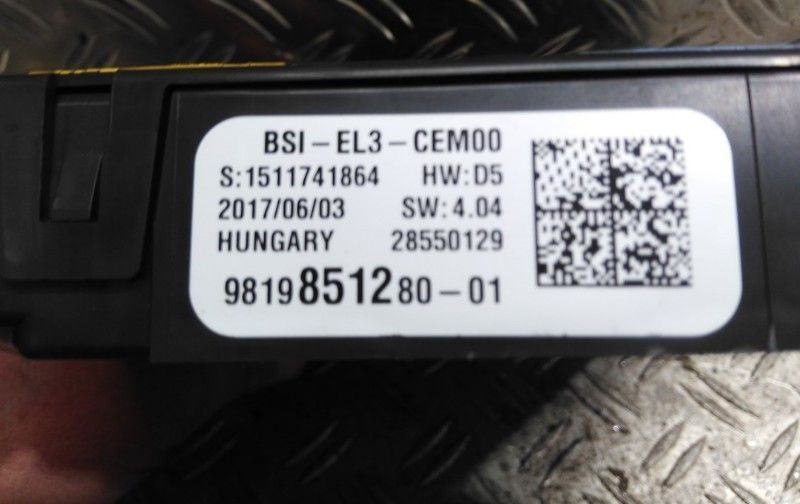 BSI-EL3-CEM00
S:1511741864 HW:D5
2017/06/03 SW:4.04
HUNGARY 28550129
9819851280-01